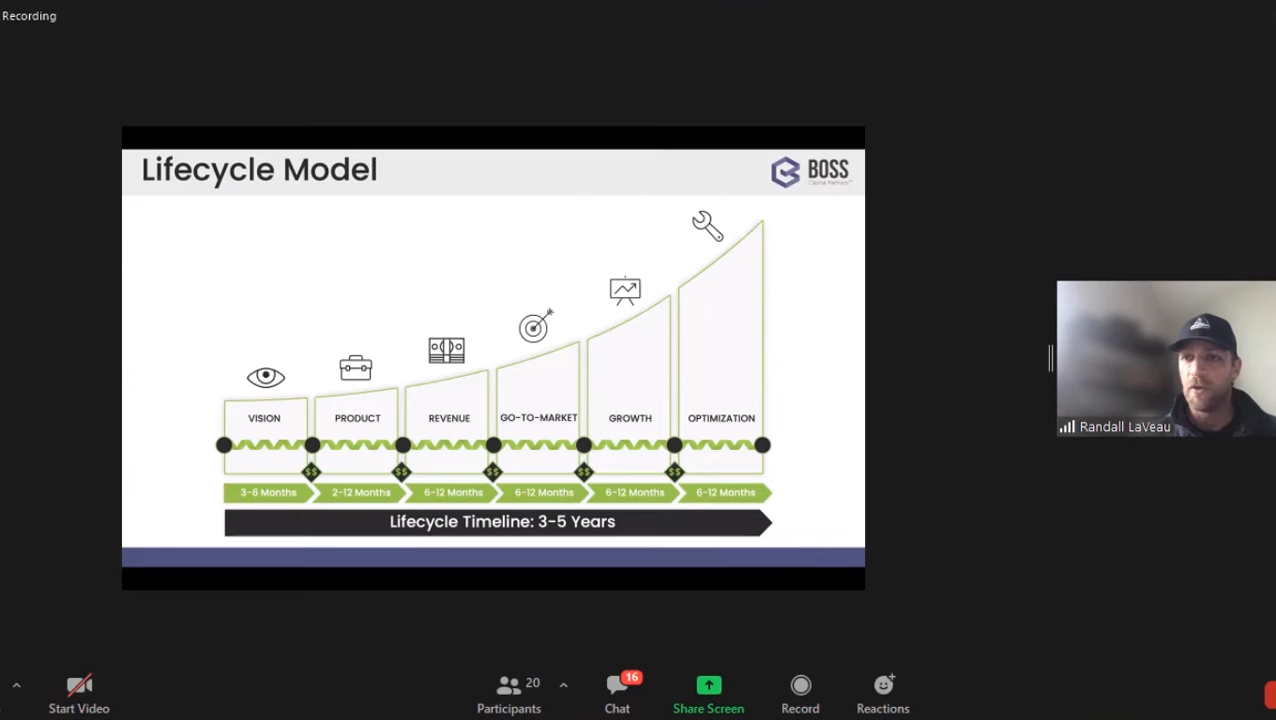 Recording
Lifecycle Model
BOSS
Capital Partners™
VISION
PRODUCT
REVENUE
GO-TO-MARKET
GROWTH
OPTIMIZATION
$$ $$ $$ $$ $$
3-6 Months
2-12 Months
6-12 Months
6-12 Months
6-12 Months
6-12 Months
Lifecycle Timeline: 3-5 Years
Randall LaVeau
Start Video
20
Participants
16
Chat
Share Screen
Record
Reactions